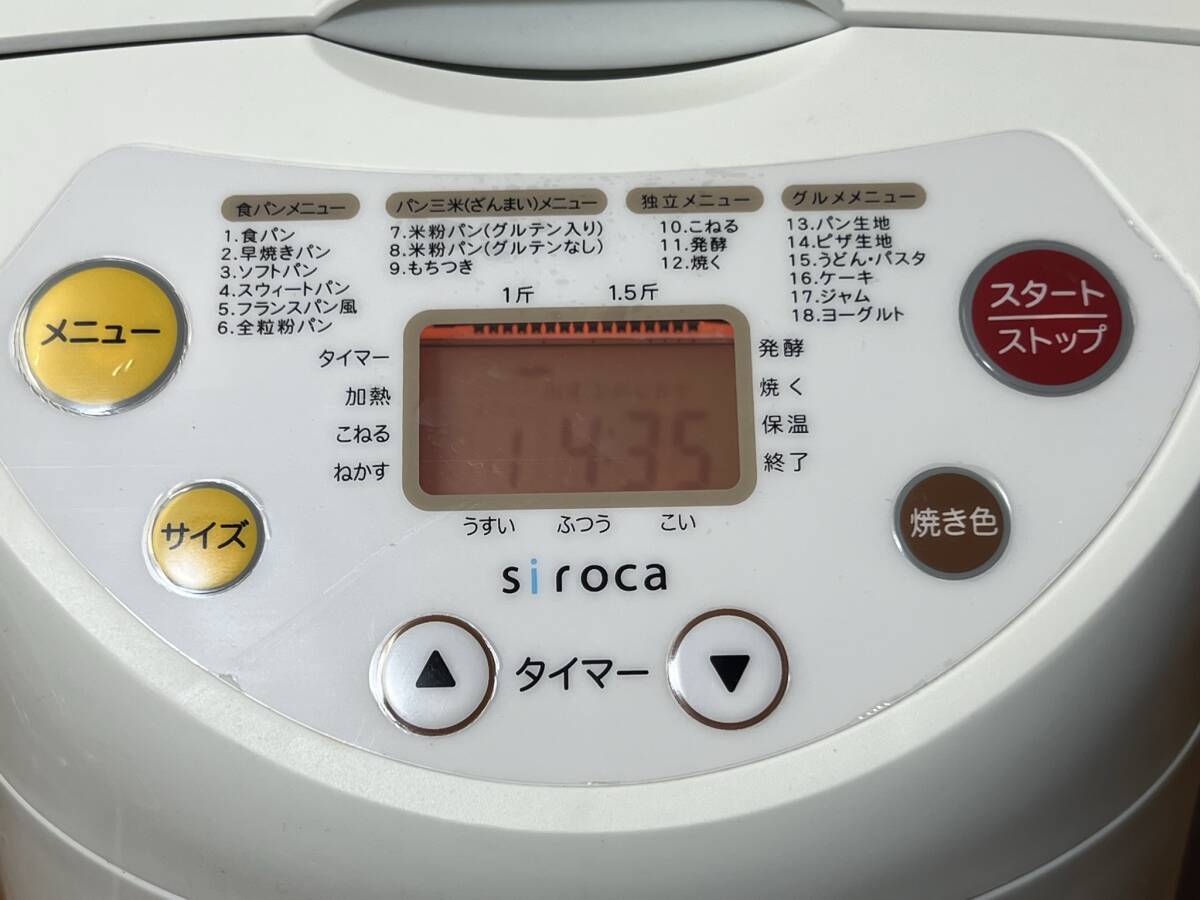 食パンメニュー
1.食パン
2.早焼きパン
3.ソフトパン
4.スウィートパン
5.フランスパン風
6.全粒粉パン
パン三米(ざんまい)メニュー
7.米粉パン(グルテン入り)
8.米粉パン(グルテンなし)
9.もちつき
独立メニュー
10.こねる
11.発酵
12.焼く
グルメメニュー
13.パン生地
14.ピザ生地
15.うどん・パスタ
16.ケーキ
17.ジャム
18.ヨーグルト
メニュー
スタート
ストップ
1斤 1.5斤
タイマー
加熱
こねる
ねかす
1 4:35
発酵
焼く
保温
終了
うすい ふつう こい
サイズ
焼き色
siroca
▲ タイマー ▼